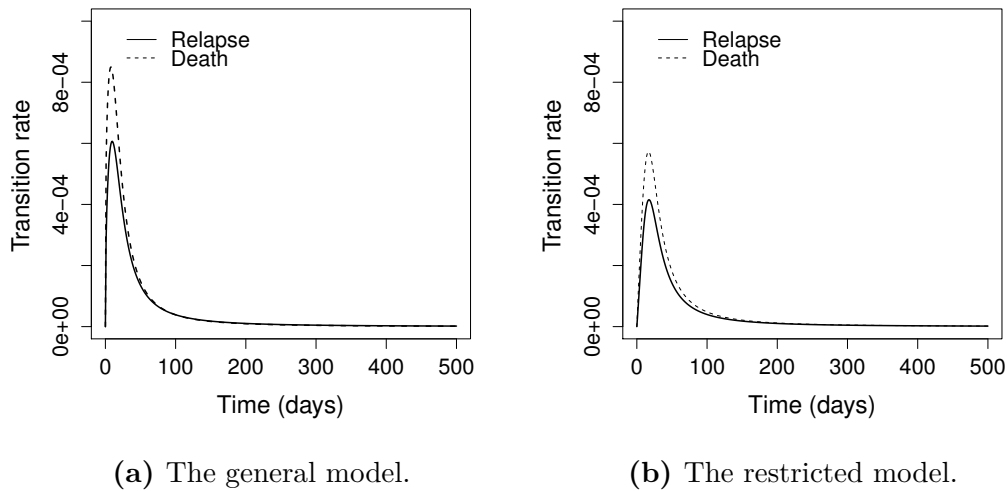 Relapse
Death
Transition rate
8e−04
4e−04
0e+00
0 100 200 300 400 500
Time (days)
(a) The general model.
Relapse
Death
Transition rate
8e−04
4e−04
0e+00
0 100 200 300 400 500
Time (days)
(b) The restricted model.